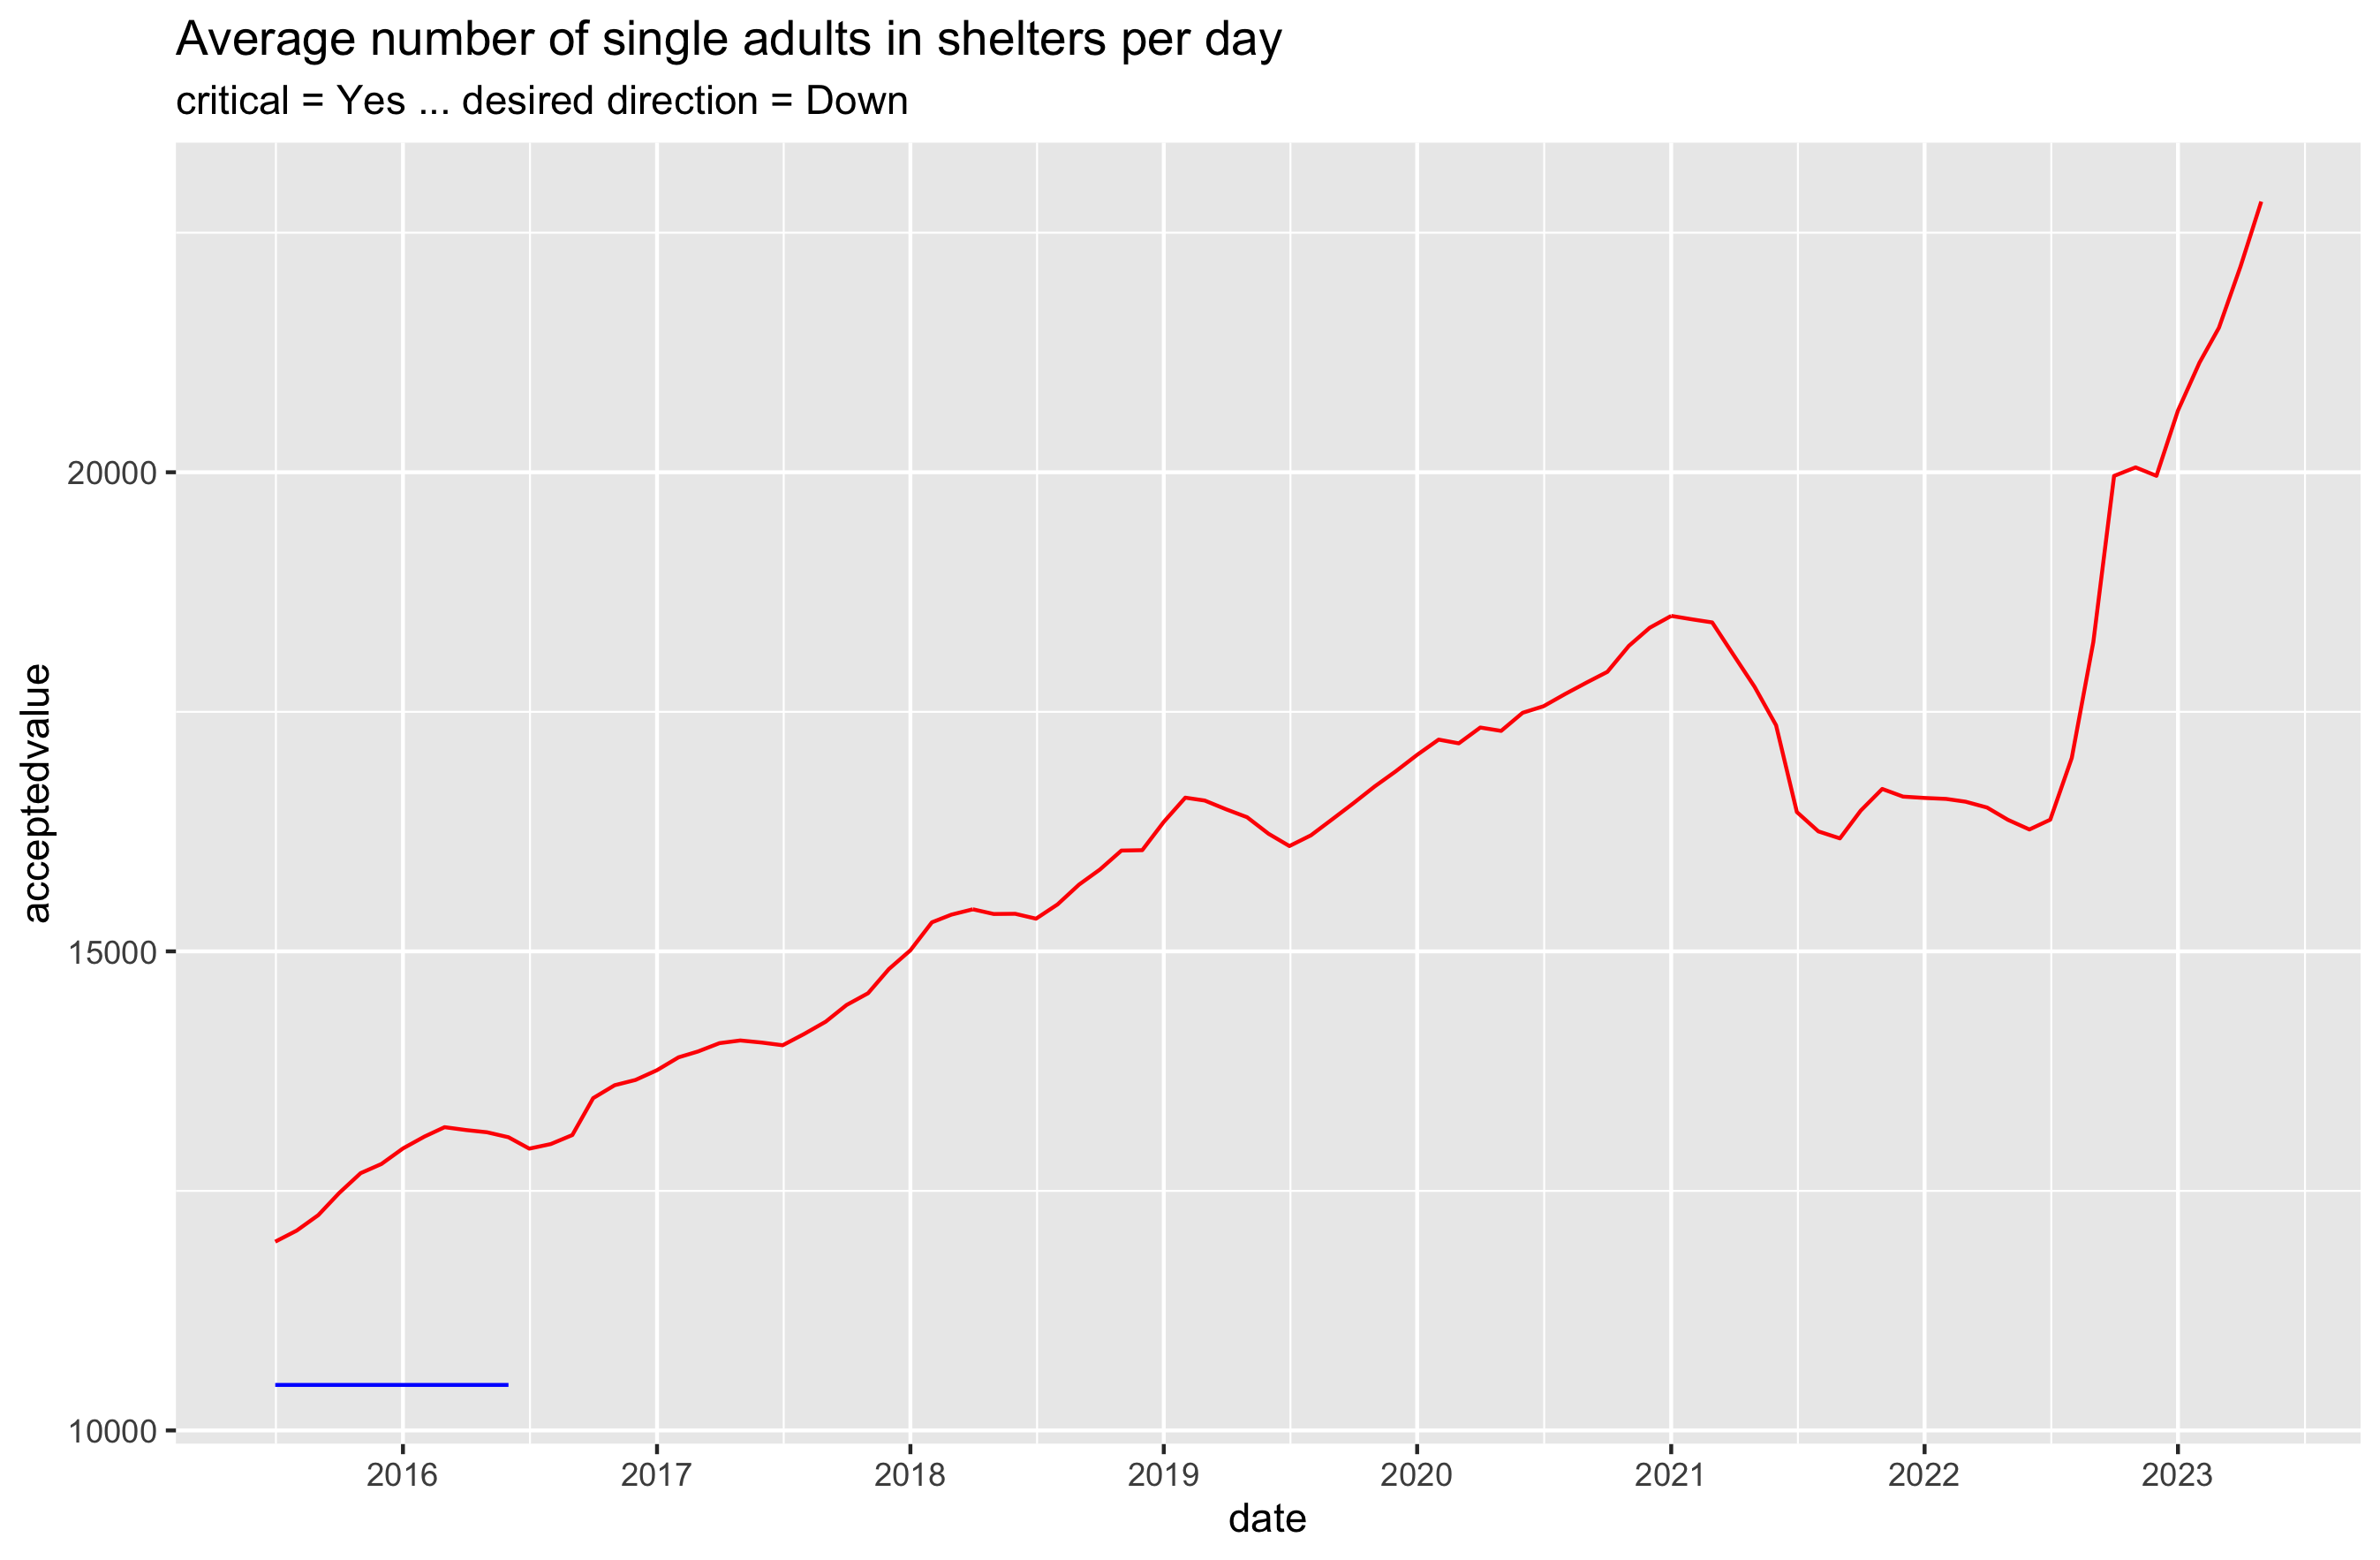 Average number of single adults in shelters per day
critical = Yes ... desired direction = Down
acceptedvalue
20000
15000
10000
2016 2017 2018 2019 2020 2021 2022 2023
date